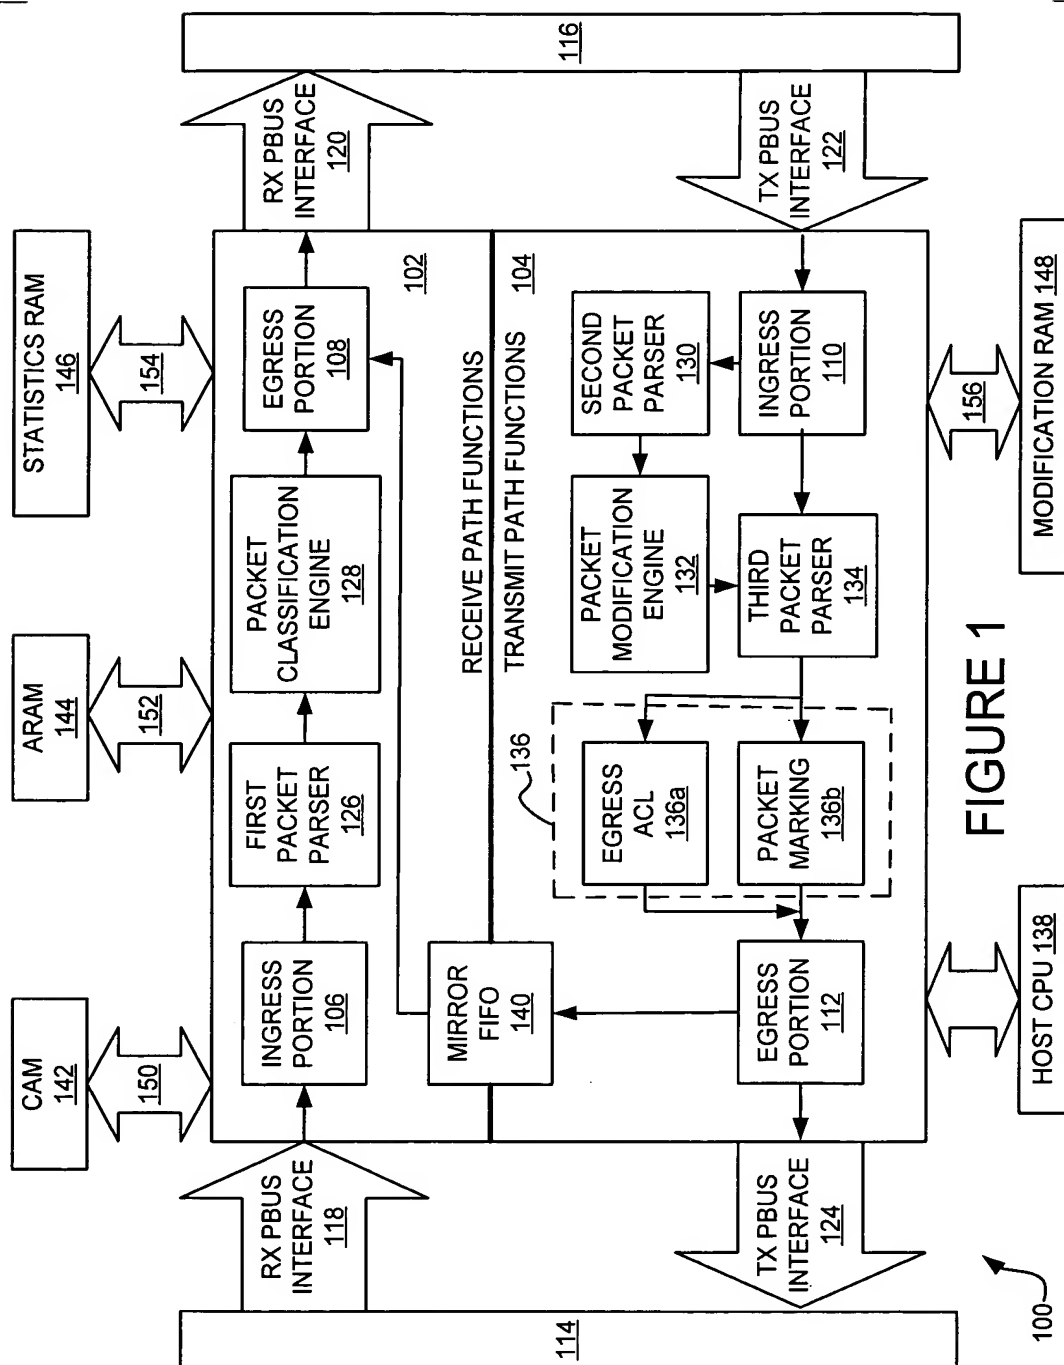 CAM
142
ARAM
144
STATISTICS RAM
146
150
152
154
114
RX PBUS
INTERFACE
118
INGRESS
PORTION
106
FIRST
PACKET
PARSER
126
PACKET
CLASSIFICATION
ENGINE
128
EGRESS
PORTION
108
RX PBUS
INTERFACE
120
116
102
MIRROR
FIFO
140
RECEIVE PATH FUNCTIONS
TRANSMIT PATH FUNCTIONS
104
136
EGRESS
ACL
136a
PACKET
MODIFICATION
ENGINE
132
SECOND
PACKET
PARSER
130
TX PBUS
INTERFACE
124
EGRESS
PORTION
112
PACKET
MARKING
136b
THIRD
PACKET
PARSER
134
INGRESS
PORTION
110
TX PBUS
INTERFACE
122
156
100
HOST CPU 138
MODIFICATION RAM 148
FIGURE 1